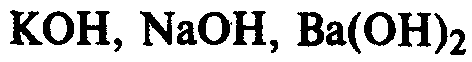 KOH, NaOH, Ba(OH)₂